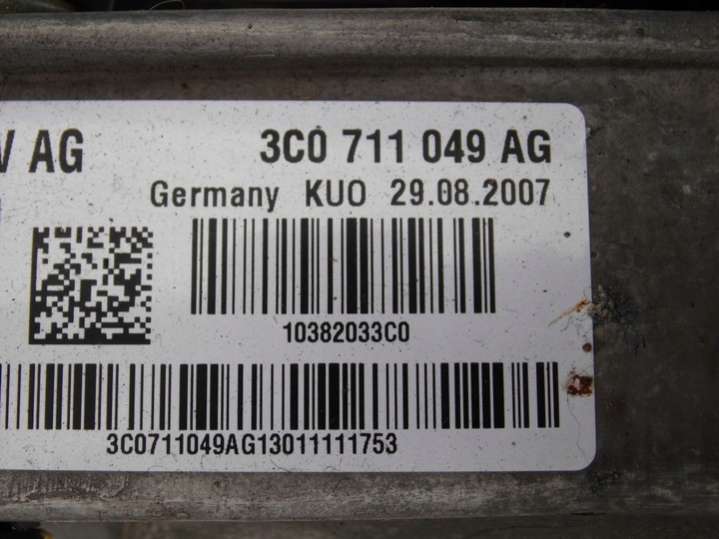 AG 3C0 711 049 AG
Germany KUO 29.08.2007
10382033C0
3C0711049AG13011111753